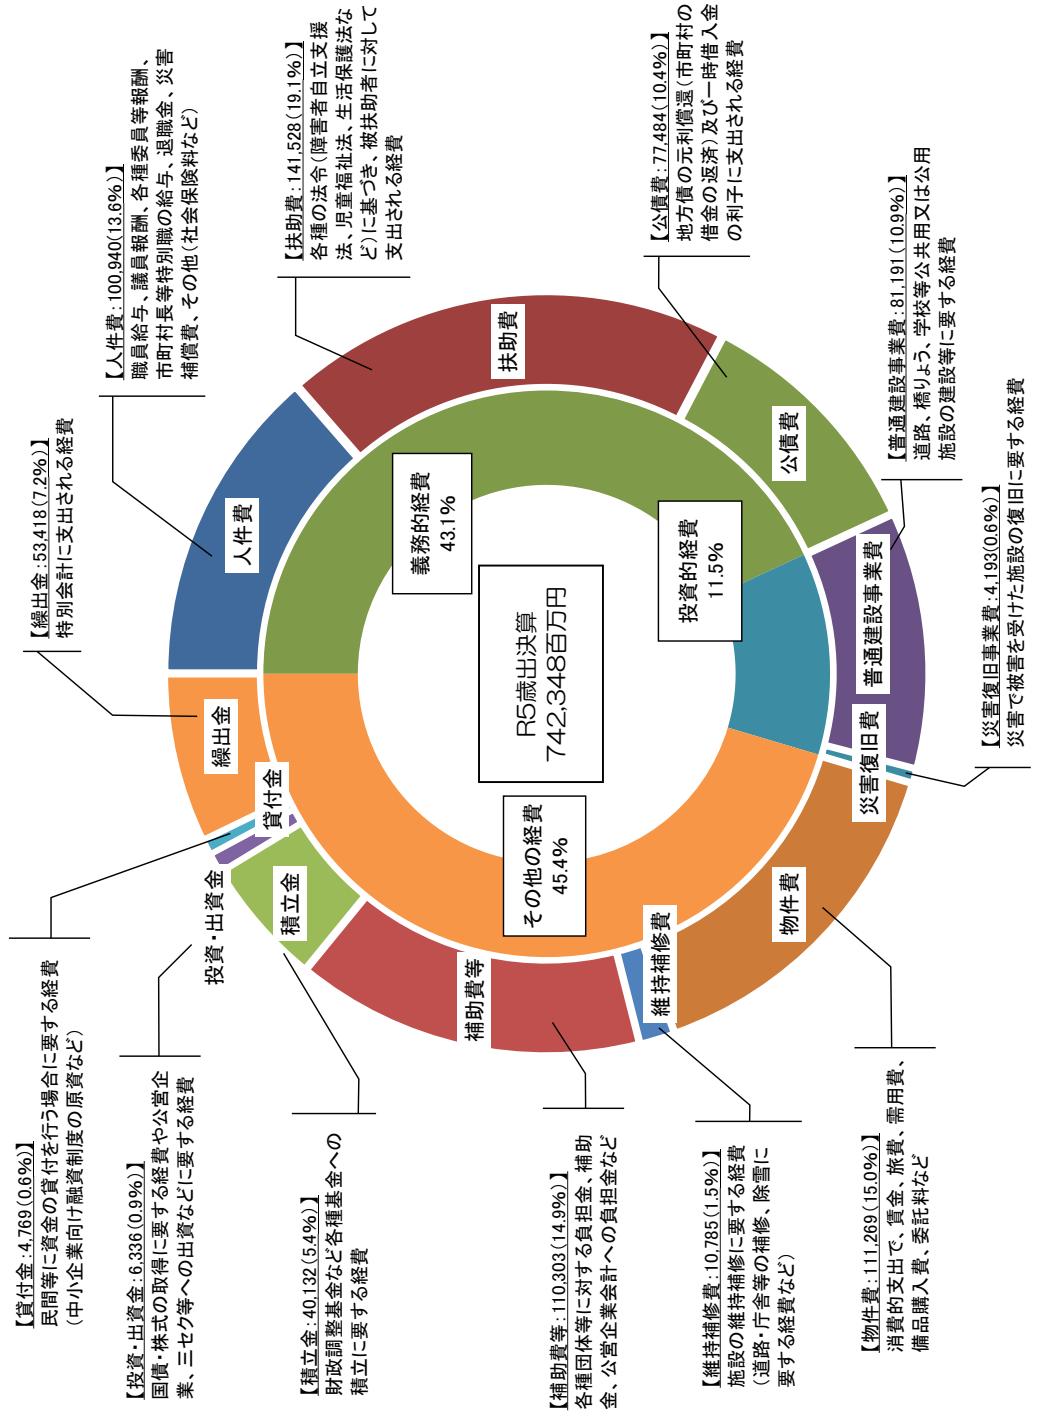 【人件費：100,940(13.6%)】
職員給与、議員報酬、各種委員等報酬、
市町村長等特別職の給与、退職金、災害
補償費、その他（社会保険料など）
【扶助費：141,528（19.1%）】
各種の法令（障害者自立支援
法、児童福祉法、生活保護法な
ど）に基づき、被扶助者に対して
支出される経費
【公債費：77,484（10.4%）】
地方債の元利償還（市町村の
借金の返済）及び一時借入金
の利子に支出される経費
【普通建設事業費：81,191（10.9%）】
道路、橋りょう、学校等公共用又は公用
施設の建設等に要する経費
【災害復旧事業費：4,193(0.6%)】
災害で被害を受けた施設の復旧に要する経費
【物件費：111,269（15.0%）】
消費的支出で、賃金、旅費、需用費、
備品購入費、委託料など
【維持補修費：10,785（1.5%）】
施設の維持補修に要する経費
（道路・庁舎等の補修、除雪に
要する経費など）
【補助費等：110,303（14.9%）】
各種団体等に対する負担金、補助
金、公営企業会計への負担金など
【積立金：40,132（5.4%）】
財政調整基金など各種基金への
積立に要する経費
【投資・出資金：6,336（0.9%）】
国債・株式の取得に要する経費や公営企
業、三セク等への出資などに要する経費
【貸付金：4,769（0.6%）】
民間等に資金の貸付を行う場合に要する経費
（中小企業向け融資制度の原資など）
【繰出金：53,418（7.2%）】
特別会計に支出される経費
人件費
扶助費
公債費
普通建設事業費
災害復旧費
物件費
維持補修費
補助費等
積立金
投資・出資金
貸付金
繰出金
義務的経費
43.1%
投資的経費
11.5%
その他の経費
45.4%
R5歳出決算
742,348百万円